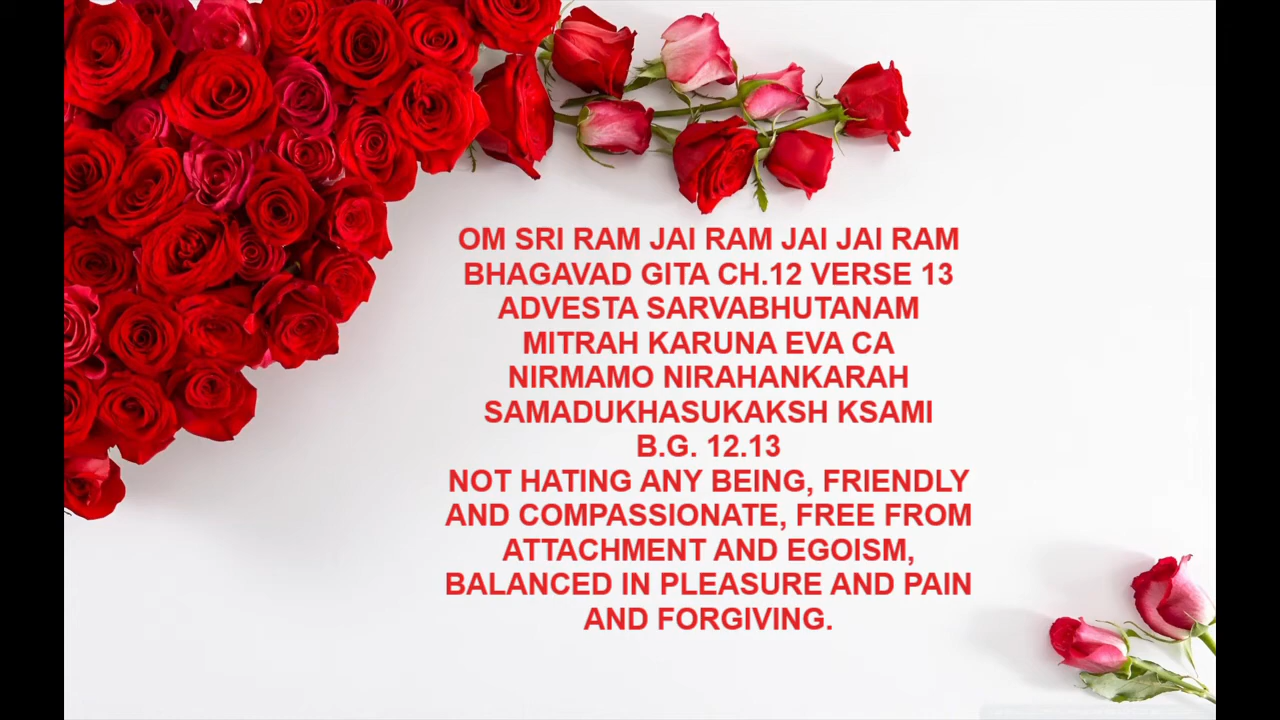 OM SRI RAM JAI RAM JAI JAI RAM
BHAGAVAD GITA CH.12 VERSE 13
ADVESTA SARVABHUTANAM
MITRAH KARUNA EVA CA
NIRMAMO NIRAHANKARAH
SAMADUKHASUKAKSH KSAMI
B.G. 12.13
NOT HATING ANY BEING, FRIENDLY
AND COMPASSIONATE, FREE FROM
ATTACHMENT AND EGOISM,
BALANCED IN PLEASURE AND PAIN
AND FORGIVING.